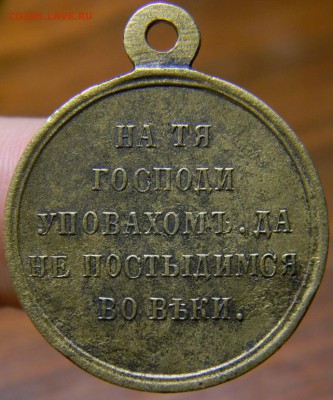 НА ТЯ
ГОСПОДИ
УПОВАХОМЪ. ДА
НЕ ПОСТЫДИМСЯ
ВО ВѢКИ.